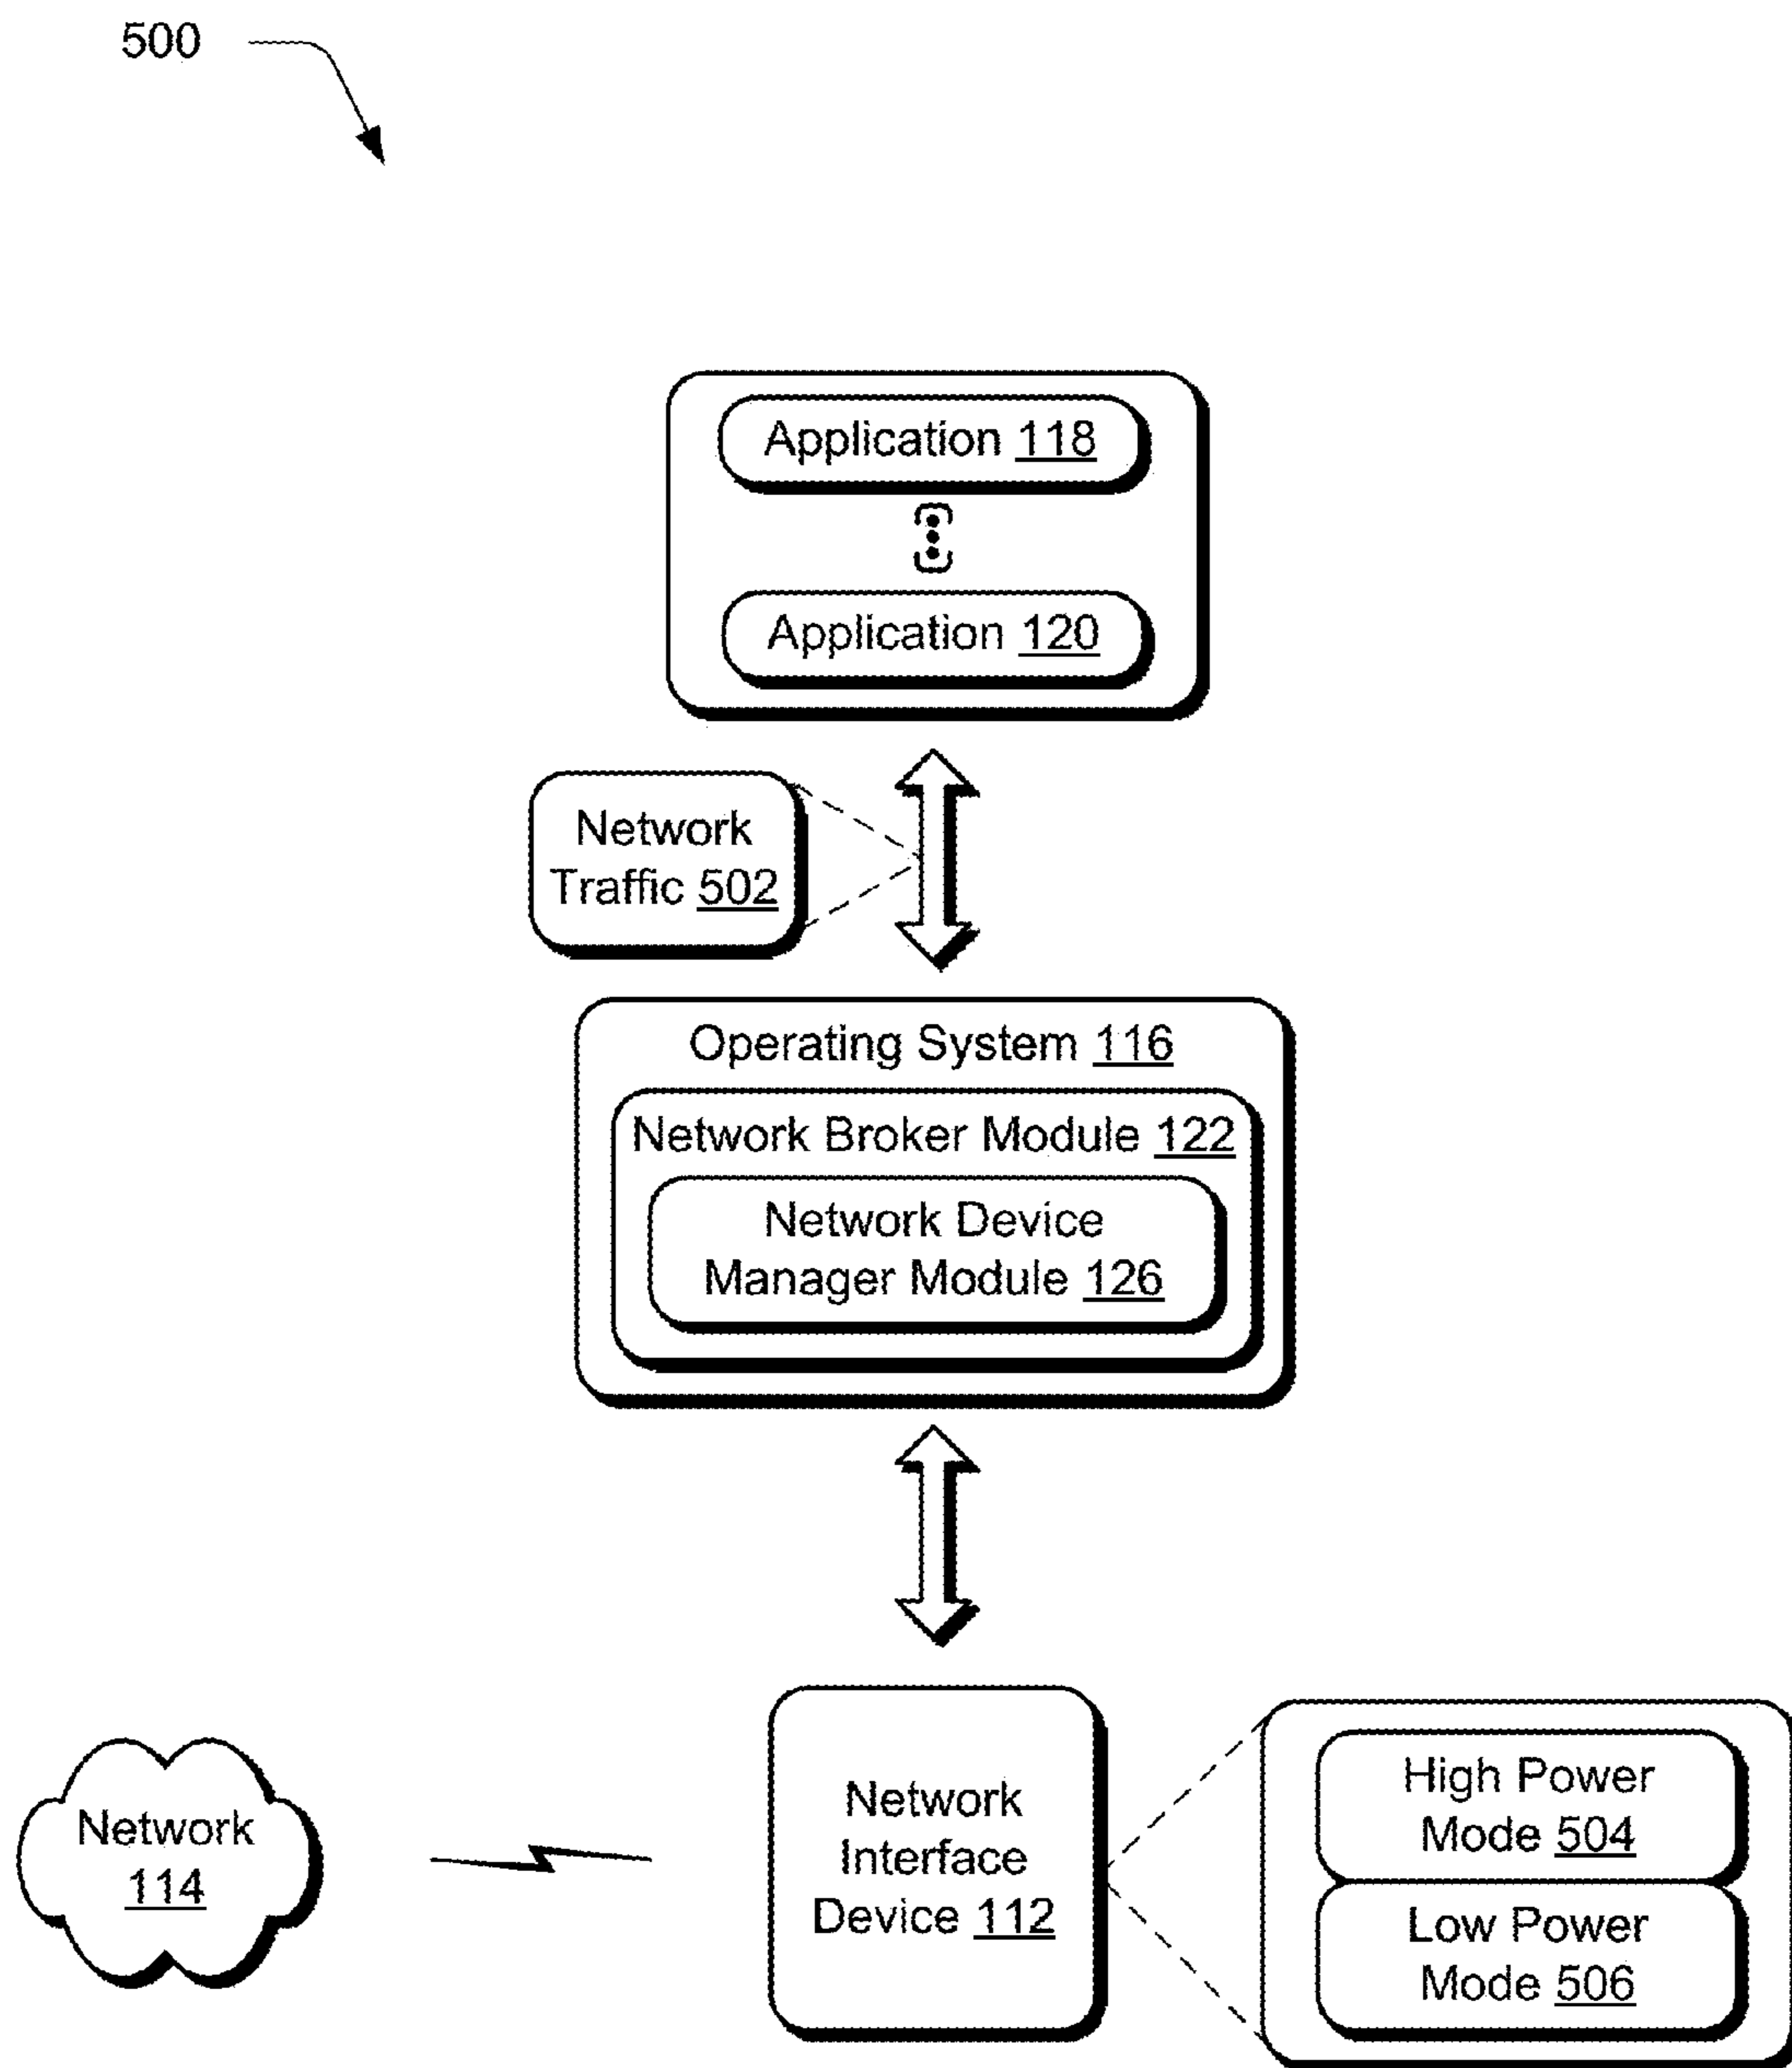 500
Application 118
Application 120
Network
Traffic 502
Operating System 116
Network Broker Module 122
Network Device
Manager Module 126
Network
114
Network
Interface
Device 112
High Power
Mode 504
Low Power
Mode 506